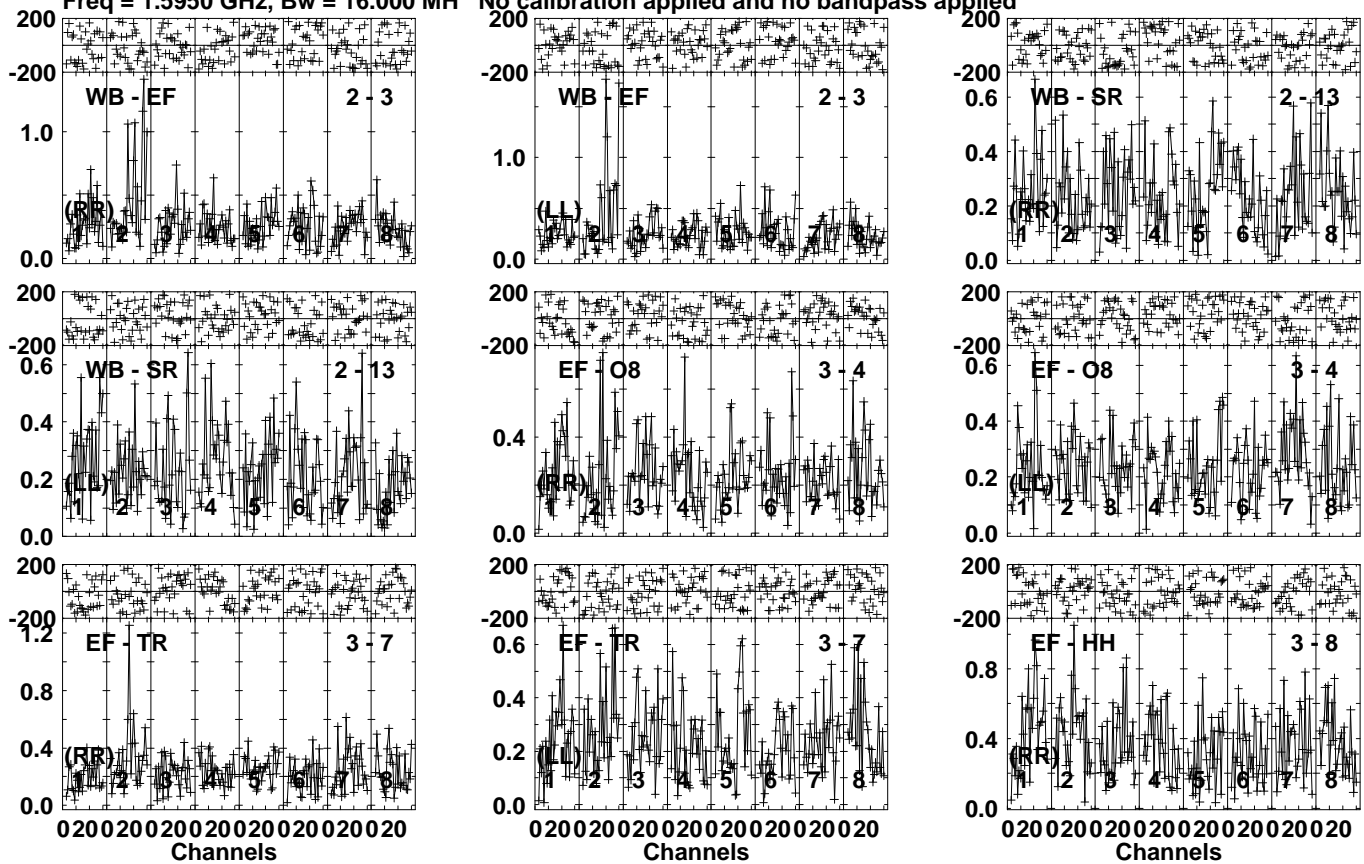 Freq = 1.5950 GHz, Bw = 16.000 MH No calibration applied and no bandpass applied
200 200 200
-200 -200 -200
WB - EF 2 - 3 WB - EF 2 - 3 WB - SR 2 - 13
1.0 1.0 0.6
0.4
(RR) (LL) (RR) 0.2
1 2 3 4 5 6 7 8 1 2 3 4 5 6 7 8 1 2 3 4 5 6 7 8
0.0 0.0 0.0
200 200 200
-200 -200 -200
WB - SR 2 - 13 EF - O8 3 - 4 EF - O8 3 - 4
0.6 0.6
0.4 0.4 0.4
0.2 0.2
(LL) (RR) (LL)
1 2 3 4 5 6 7 8 1 2 3 4 5 6 7 8 1 2 3 4 5 6 7 8
0.0 0.0 0.0
200 200 200
-200 -200 -200
1.2
EF - TR 3 - 7 EF - TR 3 - 7 EF - HH 3 - 8
0.8 0.6 0.8
0.4 0.4 0.4
0.2
(RR) (LL) (RR)
1 2 3 4 5 6 7 8 1 2 3 4 5 6 7 8 1 2 3 4 5 6 7 8
0.0 0.0 0.0
0 20 0 20 0 20 0 20 0 20 0 20 0 20 0 20 0 20 0 20 0 20 0 20 0 20 0 20 0 20 0 20 0 20 0 20 0 20 0 20 0 20 0 20 0 20 0 20
Channels Channels Channels